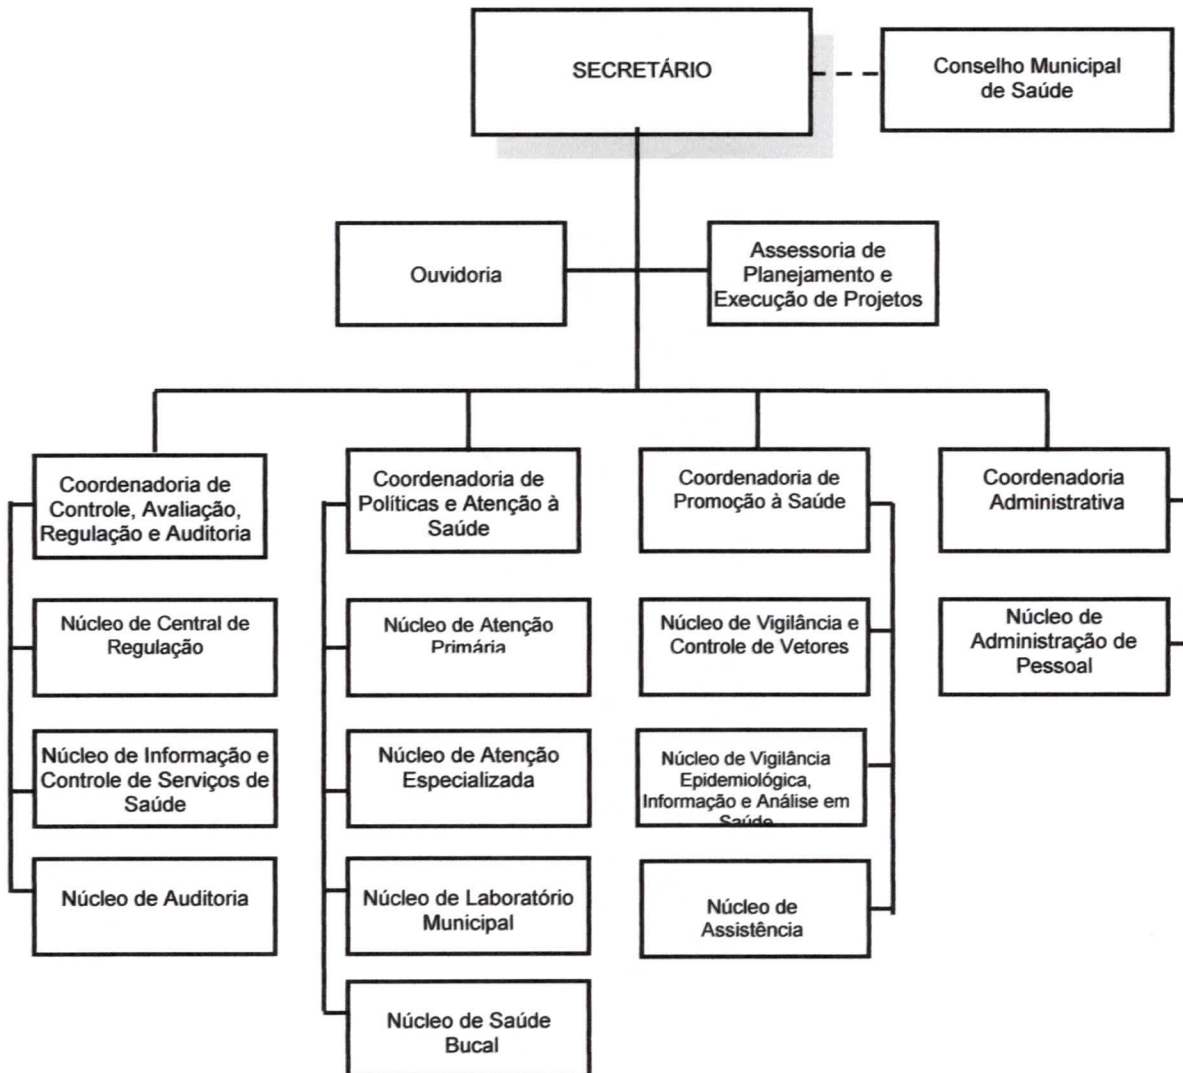 SECRETÁRIO
Conselho Municipal
de Saúde
Ouvidoria
Assessoria de
Planejamento e
Execução de Projetos
Coordenadoria de
Controle, Avaliação,
Regulação e Auditoria
Coordenadoria de
Políticas e Atenção à
Saúde
Coordenadoria de
Promoção à Saúde
Coordenadoria
Administrativa
Núcleo de Central de
Regulação
Núcleo de Atenção
Primária
Núcleo de Vigilância e
Controle de Vetores
Núcleo de
Administração de
Pessoal
Núcleo de Informação e
Controle de Serviços de
Saúde
Núcleo de Atenção
Especializada
Núcleo de Vigilância
Epidemiológica,
Informação e Análise em
Saúde
Núcleo de Auditoria
Núcleo de Laboratório
Municipal
Núcleo de
Assistência
Núcleo de Saúde
Bucal